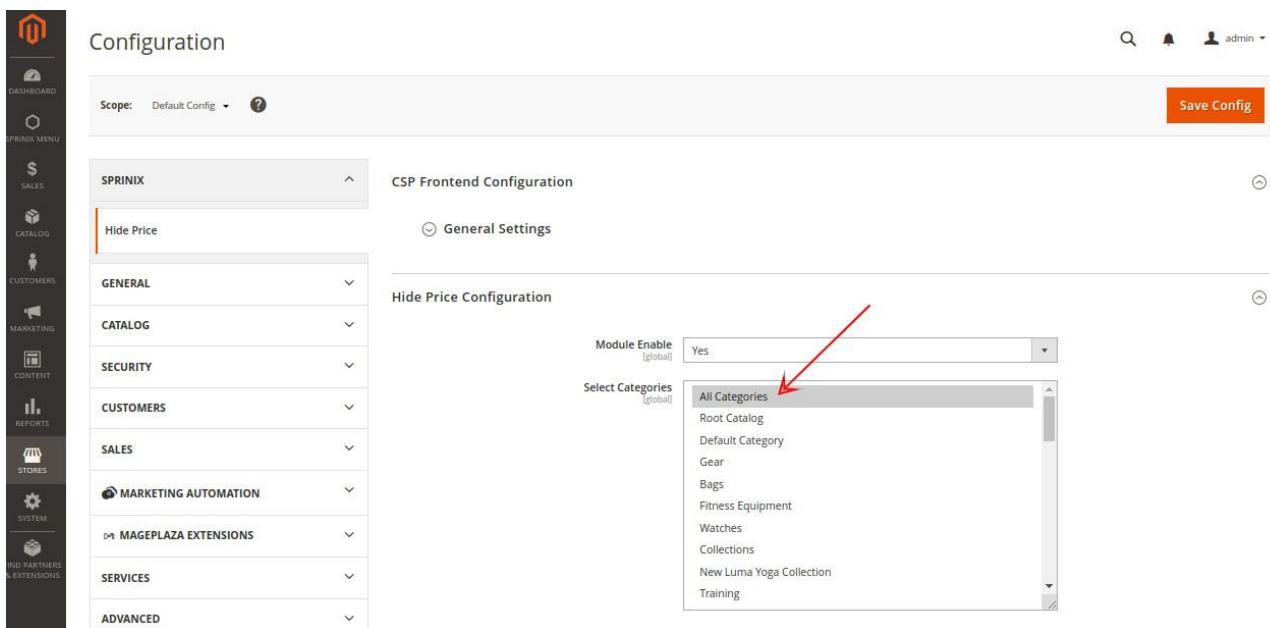 Configuration
admin
DASHBOARD
SPRINIX MENU
SALES
CATALOG
CUSTOMERS
MARKETING
CONTENT
REPORTS
STORES
SYSTEM
FIND PARTNERS
& EXTENSIONS
Scope: Default Config ?
Save Config
SPRINIX
Hide Price
GENERAL
CATALOG
SECURITY
CUSTOMERS
SALES
MARKETING AUTOMATION
MAGEPLAZA EXTENSIONS
SERVICES
ADVANCED
CSP Frontend Configuration
General Settings
Hide Price Configuration
Module Enable
[global]
Yes
Select Categories
[global]
All Categories
Root Catalog
Default Category
Gear
Bags
Fitness Equipment
Watches
Collections
New Luma Yoga Collection
Training